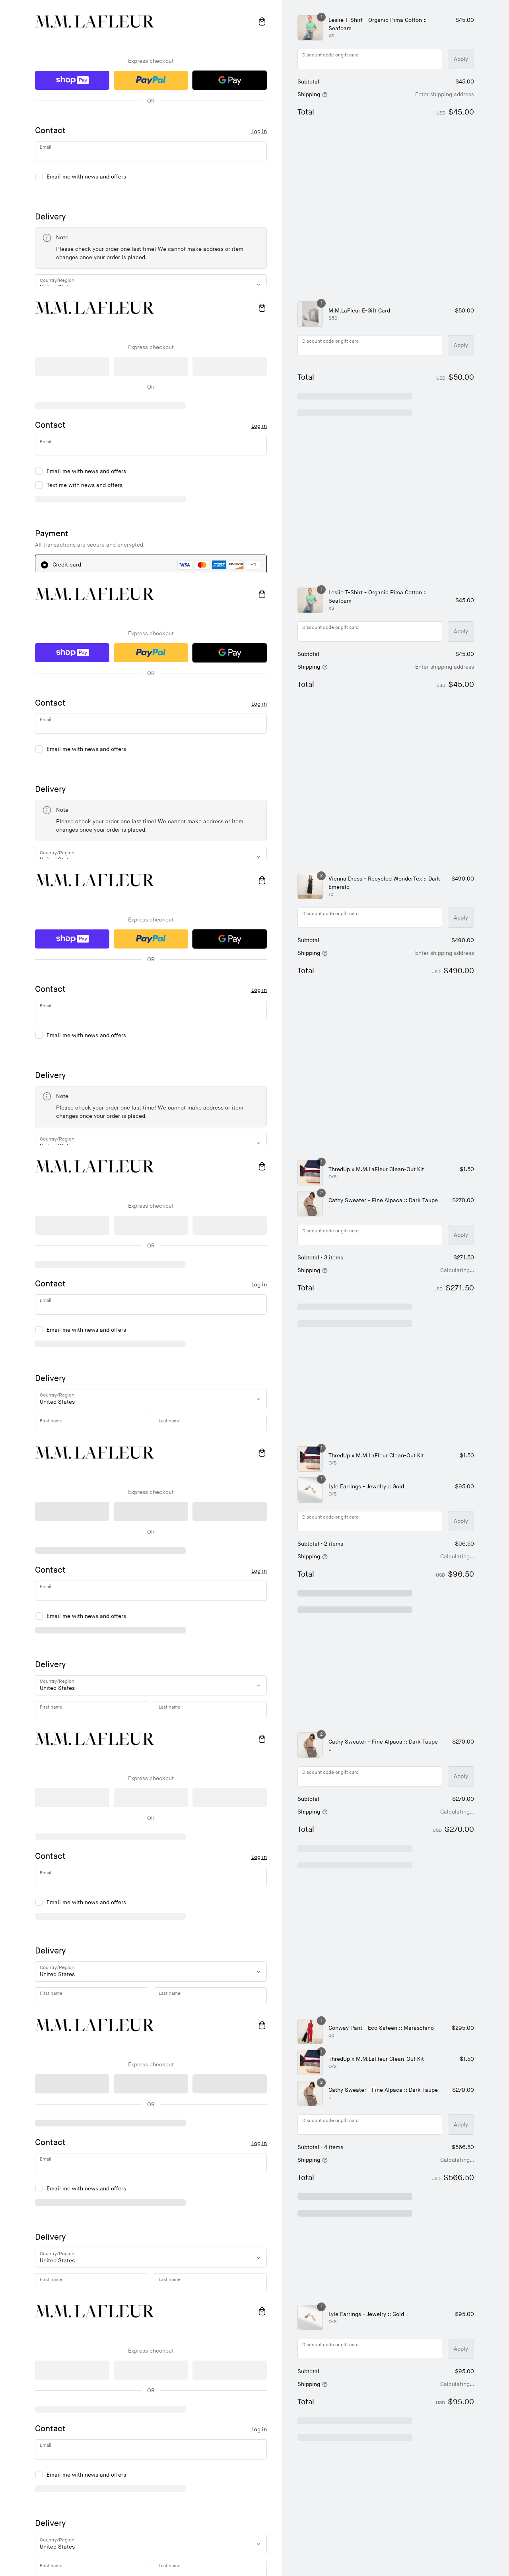 M.M.LAFLEUR
Express checkout
shop Pay
PayPal
G Pay
OR
Contact
Log in
Email
Email me with news and offers
Delivery
Note
Please check your order one last time! We cannot make address or item
changes once your order is placed.
Country/Region
1
Leslie T-Shirt - Organic Pima Cotton ::
Seafoam
XS
$45.00
Discount code or gift card
Apply
Subtotal
$45.00
Shipping
Enter shipping address
Total
USD $45.00
M.M.LAFLEUR
Express checkout
OR
Contact
Log in
Email
Email me with news and offers
Text me with news and offers
Payment
All transactions are secure and encrypted.
Credit card
VISA
+4
1
M.M.LaFleur E-Gift Card
$50
$50.00
Discount code or gift card
Apply
Total
USD $50.00
M.M.LAFLEUR
Express checkout
shop Pay
PayPal
G Pay
OR
Contact
Log in
Email
Email me with news and offers
Delivery
Note
Please check your order one last time! We cannot make address or item
changes once your order is placed.
Country/Region
1
Leslie T-Shirt - Organic Pima Cotton ::
Seafoam
XS
$45.00
Discount code or gift card
Apply
Subtotal
$45.00
Shipping
Enter shipping address
Total
USD $45.00
M.M.LAFLEUR
Express checkout
shop Pay
PayPal
G Pay
OR
Contact
Log in
Email
Email me with news and offers
Delivery
Note
Please check your order one last time! We cannot make address or item
changes once your order is placed.
Country/Region
2
Vienna Dress - Recycled WonderTex :: Dark
Emerald
10
$490.00
Discount code or gift card
Apply
Subtotal
$490.00
Shipping
Enter shipping address
Total
USD $490.00
M.M.LAFLEUR
Express checkout
OR
Contact
Log in
Email
Email me with news and offers
Delivery
Country/Region
United States
First name
Last name
1
ThredUp x M.M.LaFleur Clean-Out Kit
O/S
$1.50
2
Cathy Sweater - Fine Alpaca :: Dark Taupe
L
$270.00
Discount code or gift card
Apply
Subtotal · 3 items
$271.50
Shipping
Calculating...
Total
USD $271.50
M.M.LAFLEUR
Express checkout
OR
Contact
Log in
Email
Email me with news and offers
Delivery
Country/Region
United States
First name
Last name
1
ThredUp x M.M.LaFleur Clean-Out Kit
O/S
$1.50
1
Lyle Earrings - Jewelry :: Gold
O/S
$95.00
Discount code or gift card
Apply
Subtotal · 2 items
$96.50
Shipping
Calculating...
Total
USD $96.50
M.M.LAFLEUR
Express checkout
OR
Contact
Log in
Email
Email me with news and offers
Delivery
Country/Region
United States
First name
Last name
2
Cathy Sweater - Fine Alpaca :: Dark Taupe
L
$270.00
Discount code or gift card
Apply
Subtotal
$270.00
Shipping
Calculating...
Total
USD $270.00
M.M.LAFLEUR
Express checkout
OR
Contact
Log in
Email
Email me with news and offers
Delivery
Country/Region
United States
First name
Last name
1
Conway Pant - Eco Sateen :: Maraschino
00
$295.00
1
ThredUp x M.M.LaFleur Clean-Out Kit
O/S
$1.50
2
Cathy Sweater - Fine Alpaca :: Dark Taupe
L
$270.00
Discount code or gift card
Apply
Subtotal · 4 items
$566.50
Shipping
Calculating...
Total
USD $566.50
M.M.LAFLEUR
Express checkout
OR
Contact
Log in
Email
Email me with news and offers
Delivery
Country/Region
United States
First name
Last name
1
Lyle Earrings - Jewelry :: Gold
O/S
$95.00
Discount code or gift card
Apply
Subtotal
$95.00
Shipping
Calculating...
Total
USD $95.00